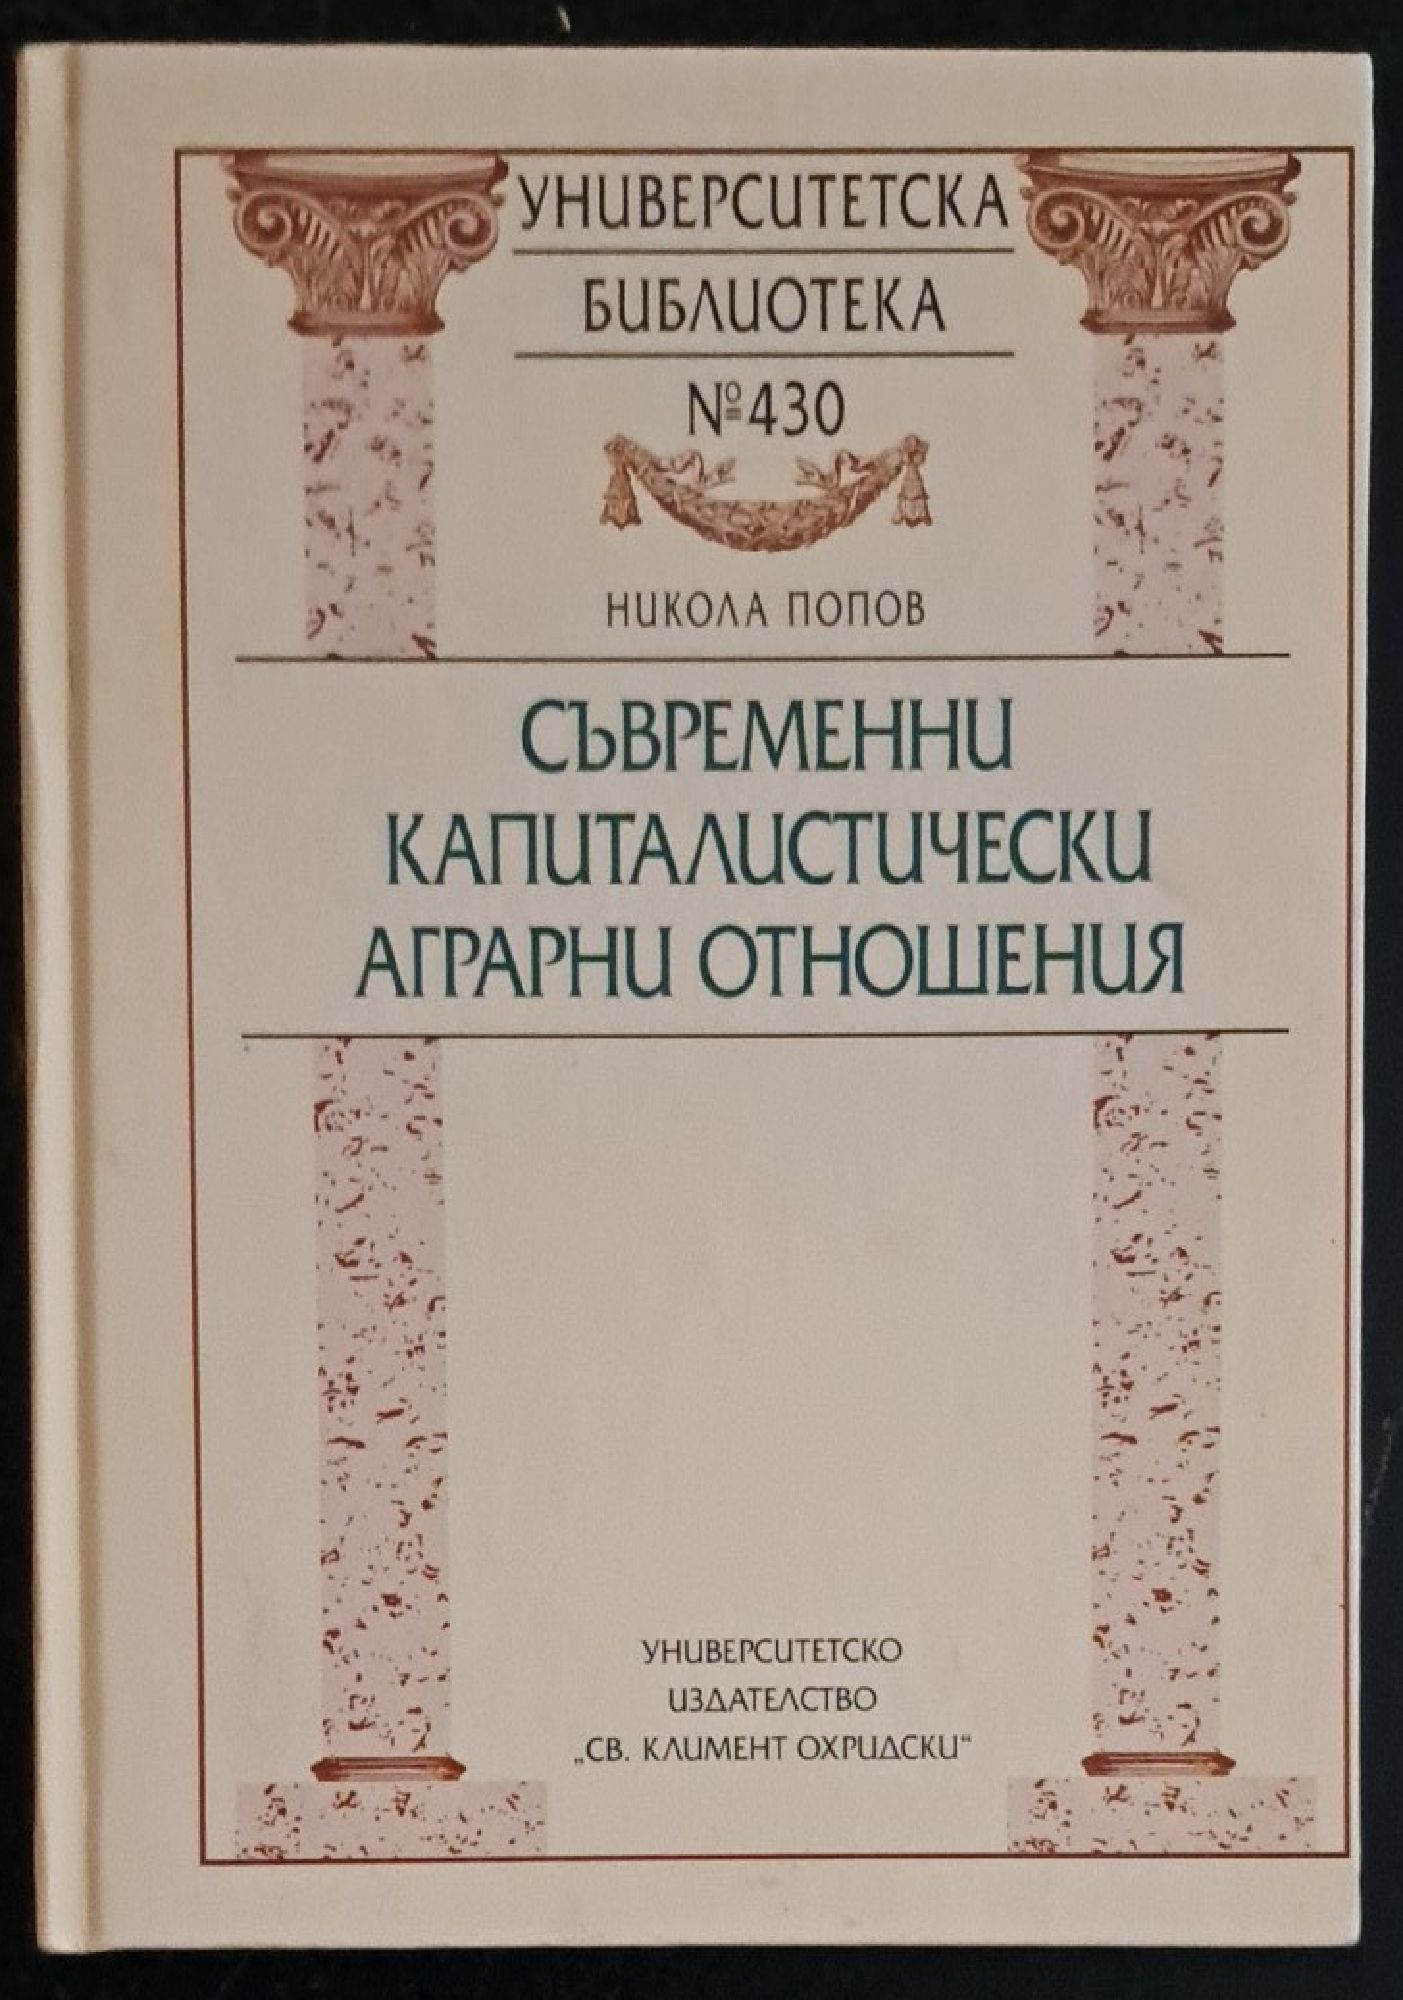 УНИВЕРСИТЕТСКА
БИБЛИОТЕКА
№430
НИКОЛА ПОПОВ
СЪВРЕМЕННИ
КАПИТАЛИСТИЧЕСКИ
АГРАРНИ ОТНОШЕНИЯ
УНИВЕРСИТЕТСКО
ИЗДАТЕЛСТВО
„СВ. КЛИМЕНТ ОХРИДСКИ“